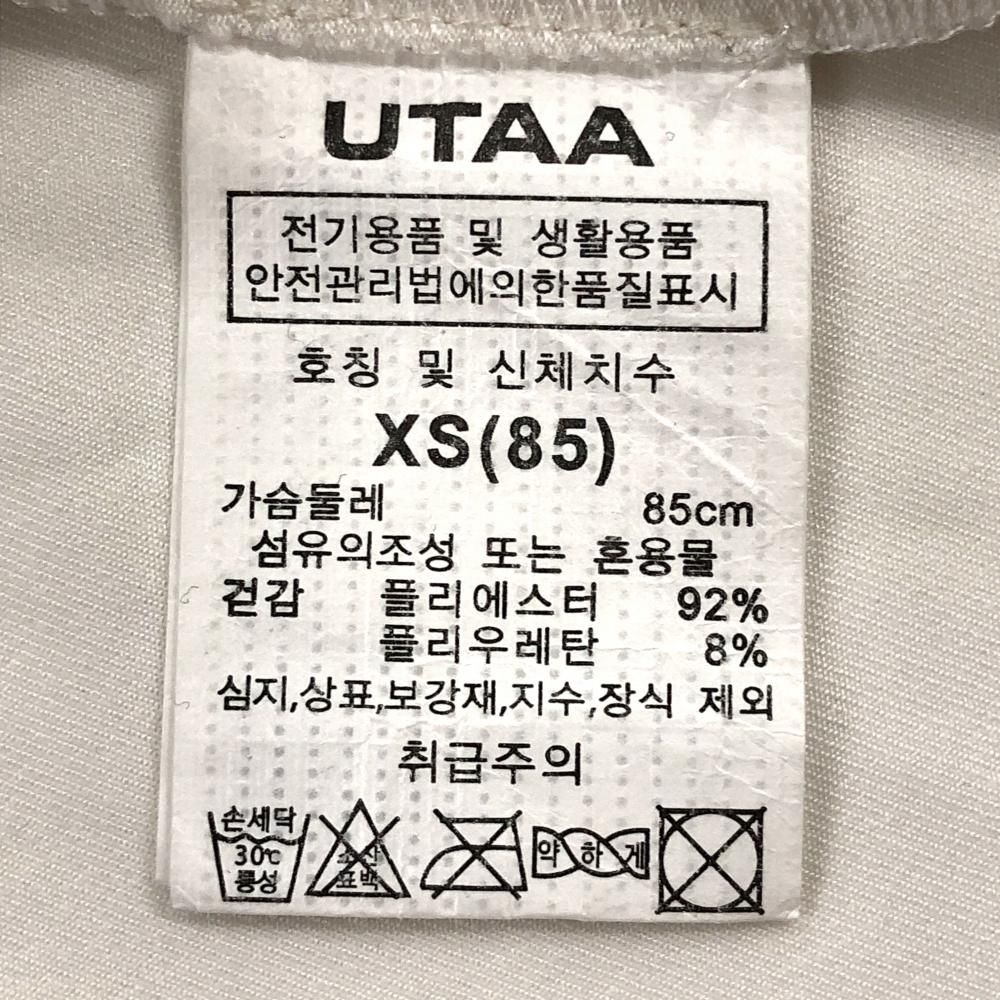 UTAA
전기용품 및 생활용품
안전관리법에의한품질표시
호칭 및 신체치수
XS(85)
가슴둘레 85cm
섬유의조성 또는 혼용물
겉감 폴리에스터 92%
폴리우레탄 8%
심지,상표,보강재,지수,장식 제외
취급주의
손세탁
30℃
중성
표백
약하게